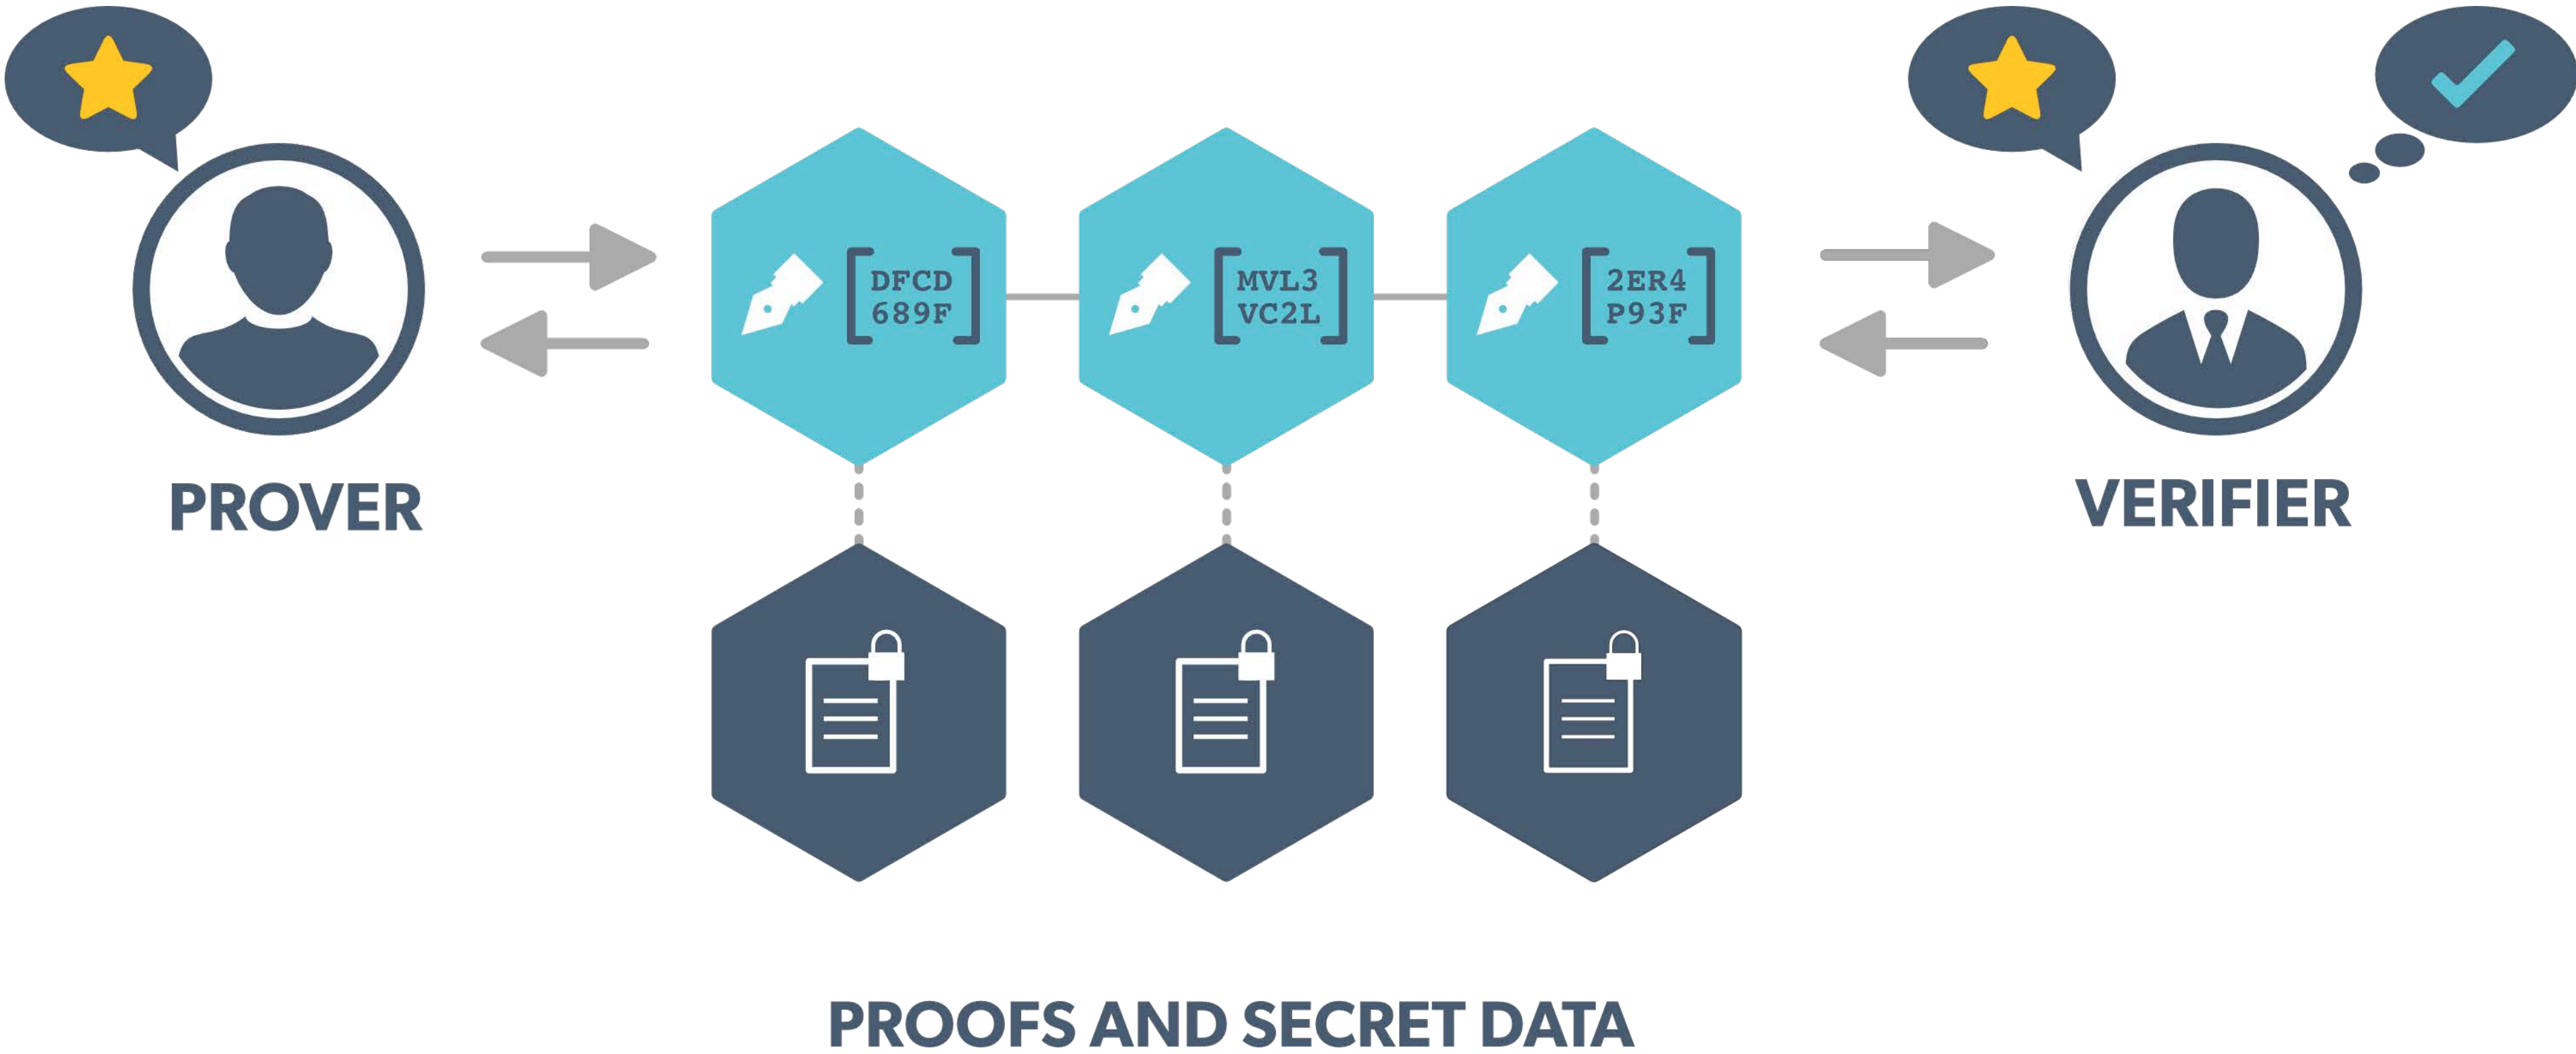 DFCD
689F
MVL3
VC2L
2ER4
P93F
PROVER
VERIFIER
PROOFS AND SECRET DATA